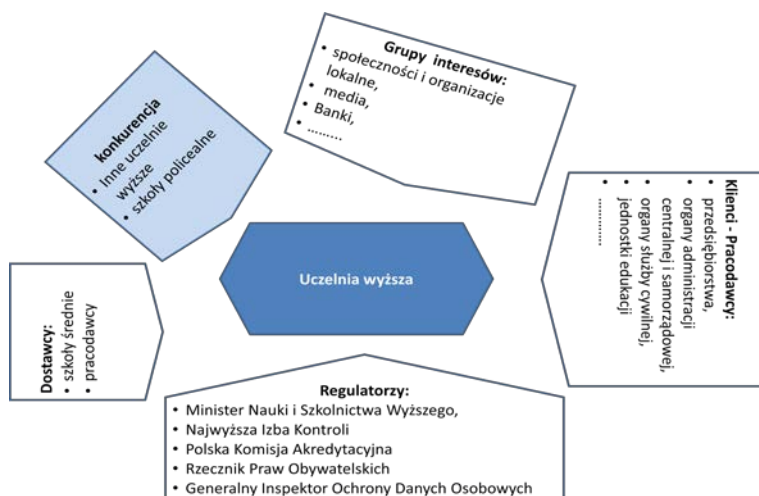 Grupy interesów:
• społeczności i organizacje
lokalne,
• media,
• Banki,
• .........
konkurencja
• Inne uczelnie
wyższe
• szkoły policealne
Klienci - Pracodawcy:
• przedsiębiorstwa,
• organy administracji
centralnej i samorządowej,
• organy służby cywilnej,
• jednostki edukacji
• ............
Uczelnia wyższa
Dostawcy:
• szkoły średnie
• pracodawcy
Regulatorzy:
• Minister Nauki i Szkolnictwa Wyższego,
• Najwyższa Izba Kontroli
• Polska Komisja Akredytacyjna
• Rzecznik Praw Obywatelskich
• Generalny Inspektor Ochrony Danych Osobowych